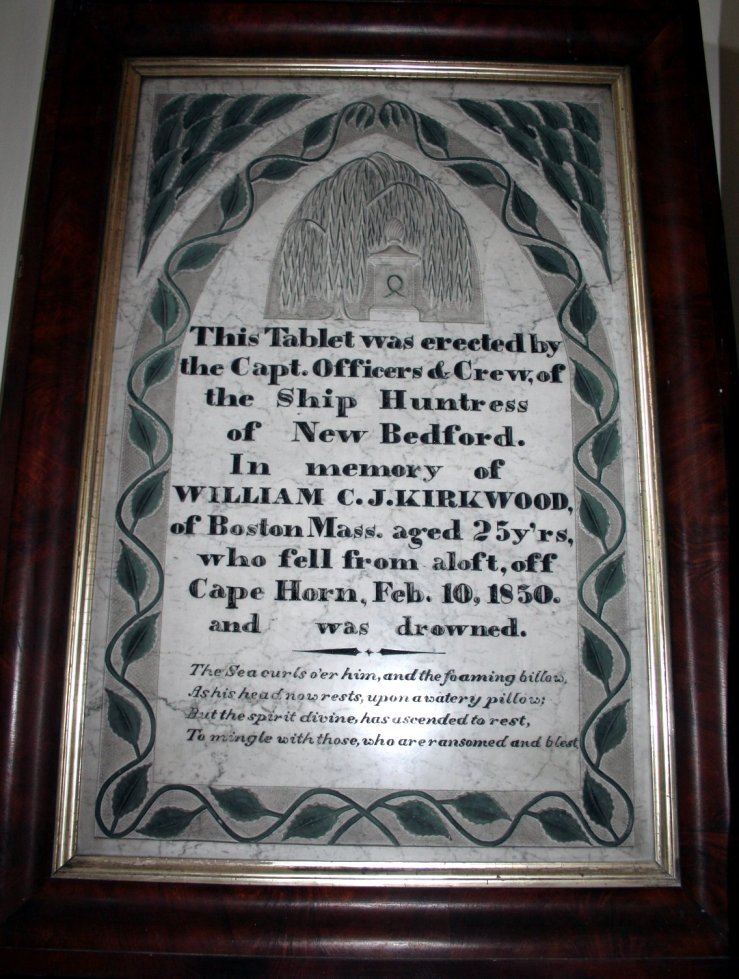 This Tablet was erected by
the Capt. Officers & Crew, of
the Ship Huntress
of New Bedford.
In memory of
WILLIAM C. J. KIRKWOOD,
of Boston Mass. aged 25 y'rs,
who fell from aloft, off
Cape Horn, Feb. 10, 1850.
and was drowned.
The Sea curls o'er him, and the foaming billow,
As his head now rests, upon a watery pillow;
But the spirit divine, has ascended to rest,
To mingle with those, who are ransomed and blest